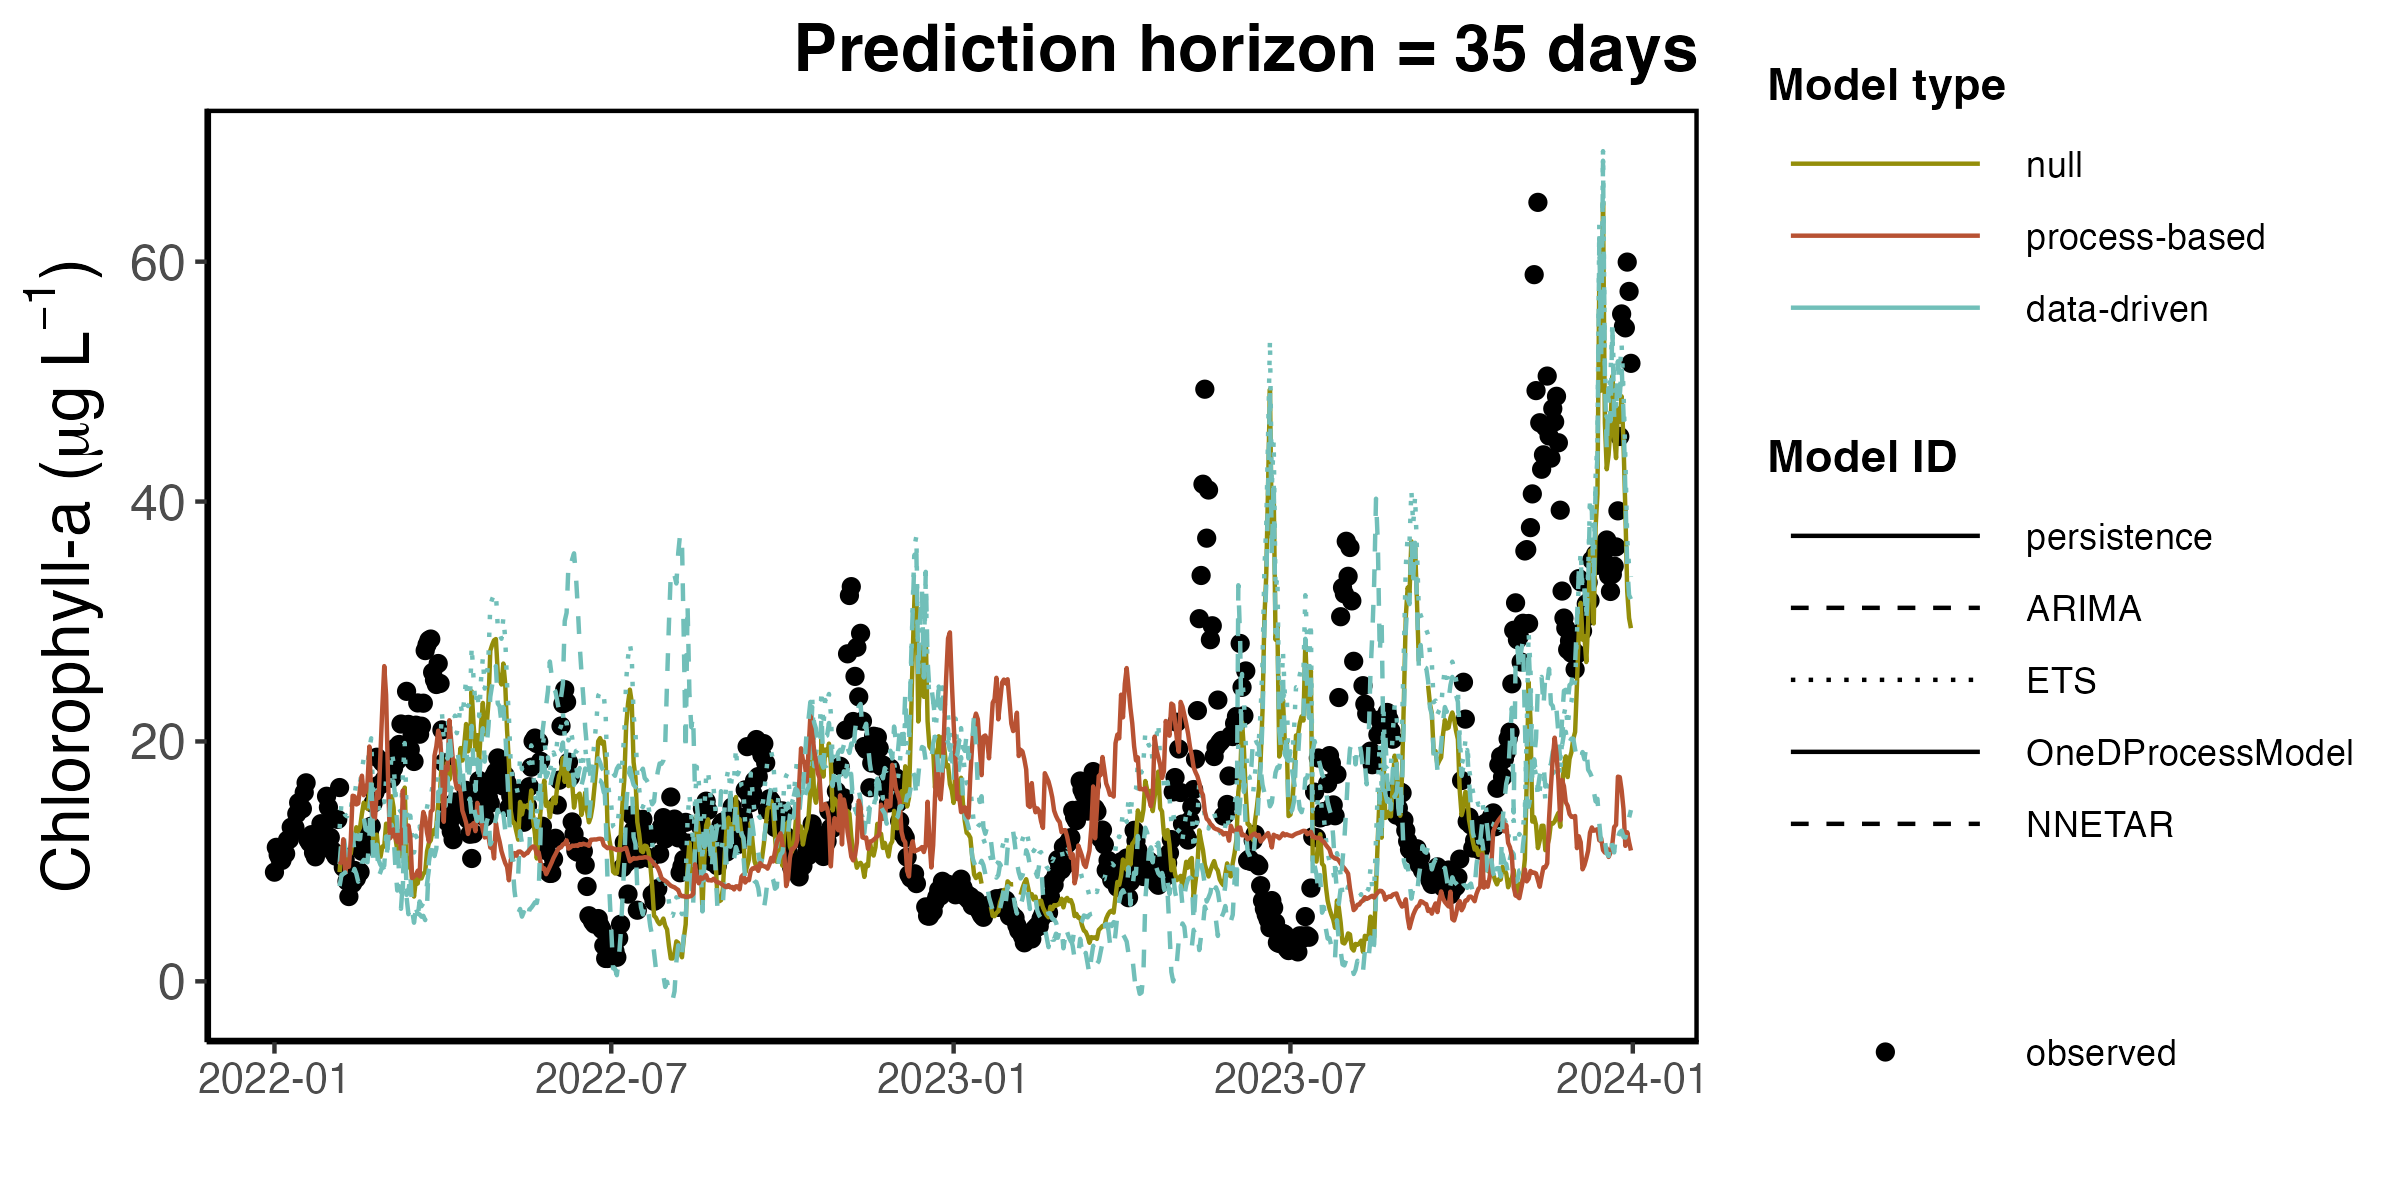 Prediction horizon = 35 days
Chlorophyll-a (μg L⁻¹)
60
40
20
0
2022-01
2022-07
2023-01
2023-07
2024-01
Model type
null
process-based
data-driven
Model ID
persistence
ARIMA
ETS
OneDProcessModel
NNETAR
observed